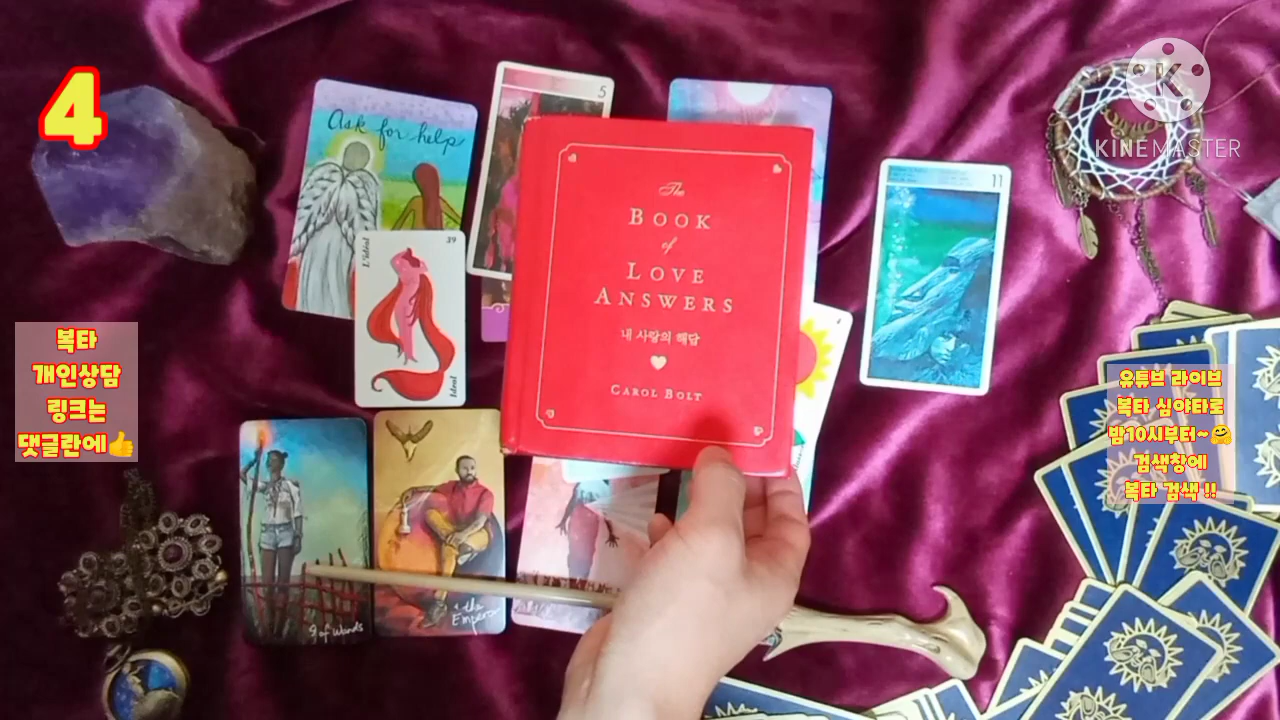 4
KINEMASTER
Ask for help
5
11
39
L'idéal
Idéal
The
BOOK
of
LOVE
ANSWERS
내 사랑의 해답
CAROL BOLT
복타
개인상담
링크는
댓글란에👍
유튜브 라이브
복타 심야타로
밤10시부터~🤗
검색창에
복타 검색 !!
9 of Wands
the
Emperor